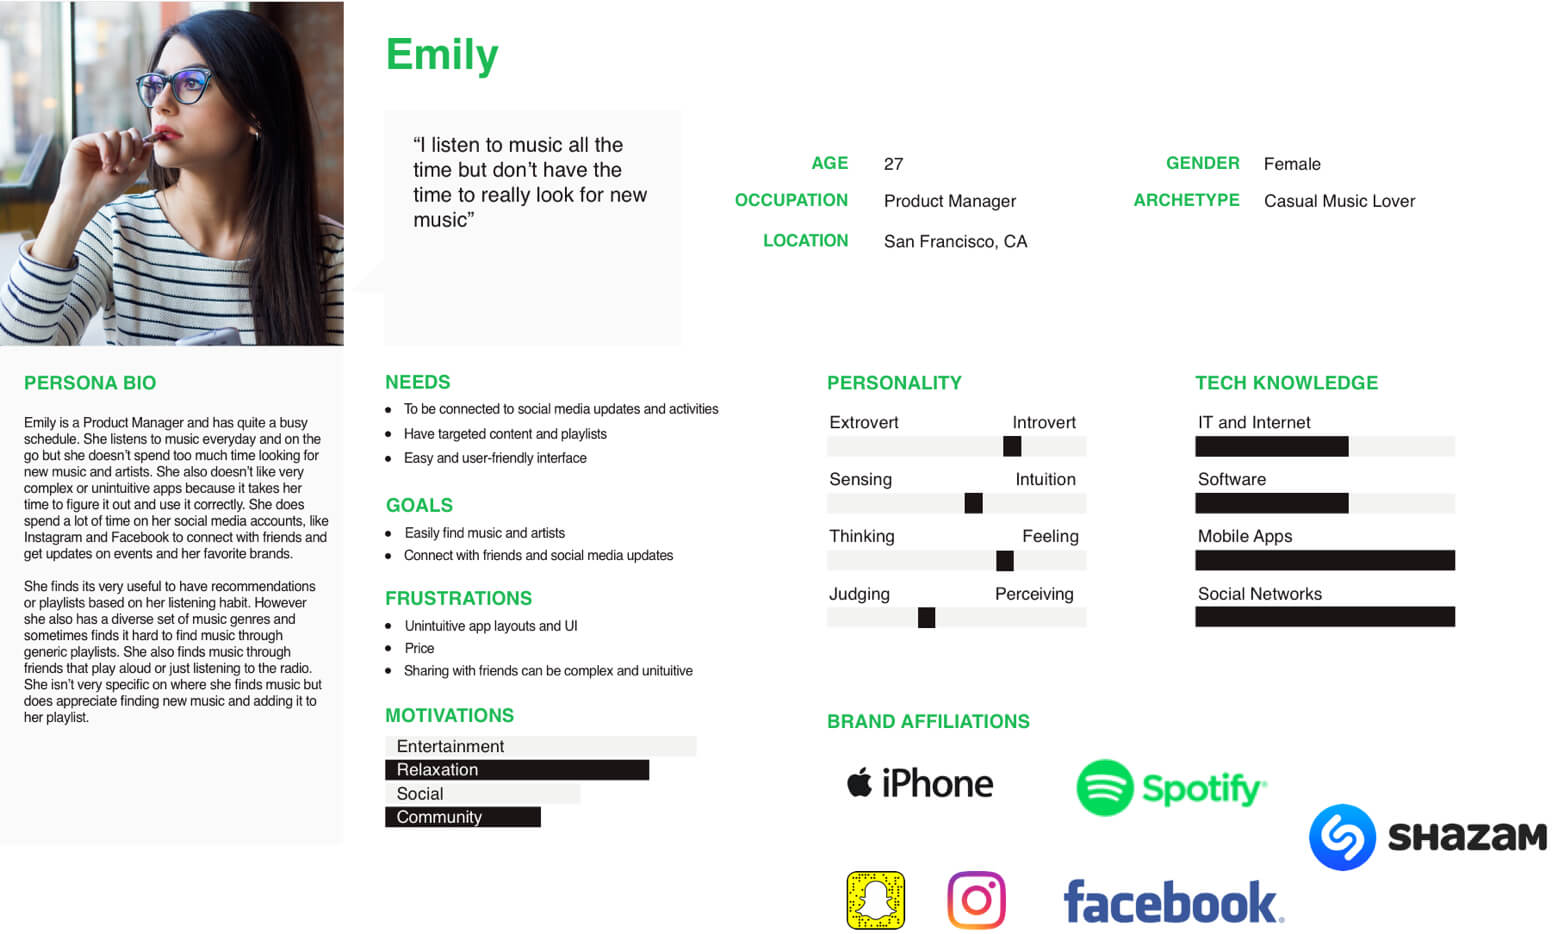 Emily
“I listen to music all the
time but don’t have the
time to really look for new
music”
AGE 27
OCCUPATION Product Manager
LOCATION San Francisco, CA
GENDER Female
ARCHETYPE Casual Music Lover
PERSONA BIO
Emily is a Product Manager and has quite a busy
schedule. She listens to music everyday and on the
go but she doesn’t spend too much time looking for
new music and artists. She also doesn’t like very
complex or unintuitive apps because it takes her
time to figure it out and use it correctly. She does
spend a lot of time on her social media accounts, like
Instagram and Facebook to connect with friends and
get updates on events and her favorite brands.
She finds its very useful to have recommendations
or playlists based on her listening habit. However
she also has a diverse set of music genres and
sometimes finds it hard to find music through
generic playlists. She also finds music through
friends that play aloud or just listening to the radio.
She isn’t very specific on where she finds music but
does appreciate finding new music and adding it to
her playlist.
NEEDS
• To be connected to social media updates and activities
• Have targeted content and playlists
• Easy and user-friendly interface
GOALS
• Easily find music and artists
• Connect with friends and social media updates
FRUSTRATIONS
• Unintuitive app layouts and UI
• Price
• Sharing with friends can be complex and unituitive
MOTIVATIONS
Entertainment
Relaxation
Social
Community
PERSONALITY
Extrovert Introvert
Sensing Intuition
Thinking Feeling
Judging Perceiving
TECH KNOWLEDGE
IT and Internet
Software
Mobile Apps
Social Networks
BRAND AFFILIATIONS
iPhone
Spotify®
SHAZAM
facebook®